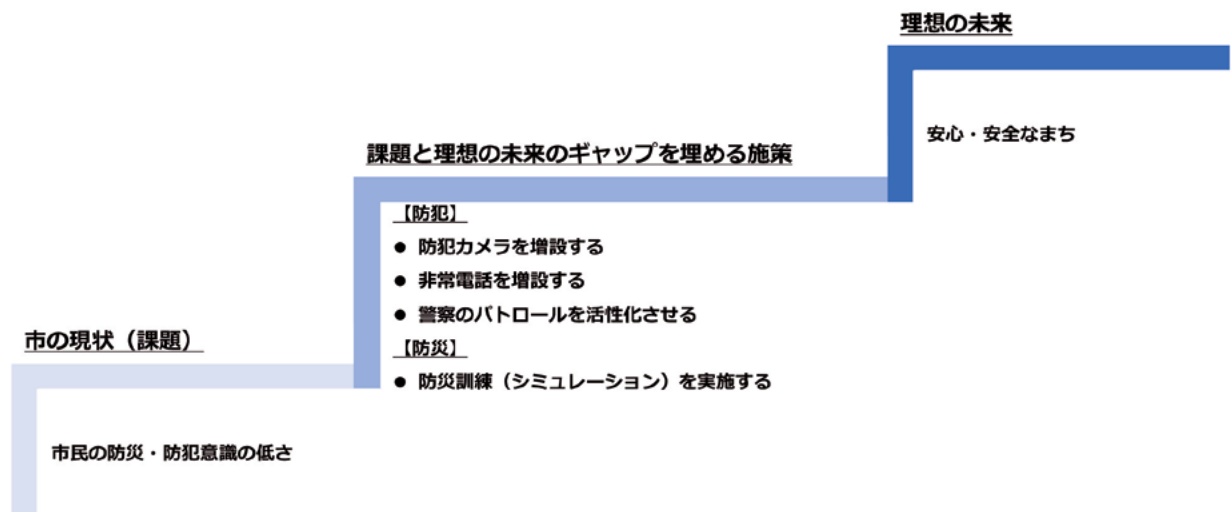 理想の未来
安心・安全なまち
課題と理想の未来のギャップを埋める施策
【防犯】
● 防犯カメラを増設する
● 非常電話を増設する
● 警察のパトロールを活性化させる
【防災】
● 防災訓練（シミュレーション）を実施する
市の現状（課題）
市民の防災・防犯意識の低さ